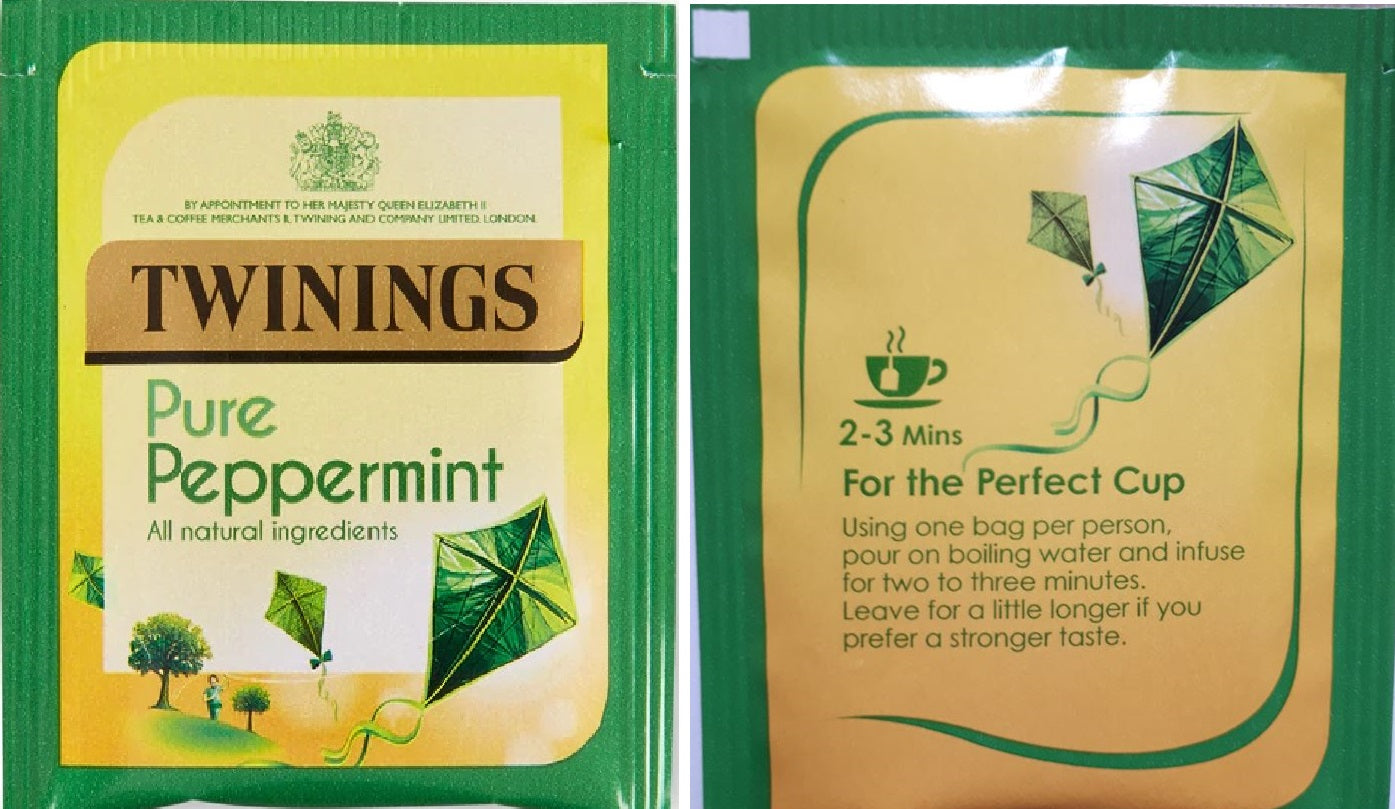 BY APPOINTMENT TO HER MAJESTY QUEEN ELIZABETH II
TEA & COFFEE MERCHANTS R. TWINING AND COMPANY LIMITED. LONDON.
TWININGS
Pure
Peppermint
All natural ingredients
2-3 Mins
For the Perfect Cup
Using one bag per person,
pour on boiling water and infuse
for two to three minutes.
Leave for a little longer if you
prefer a stronger taste.